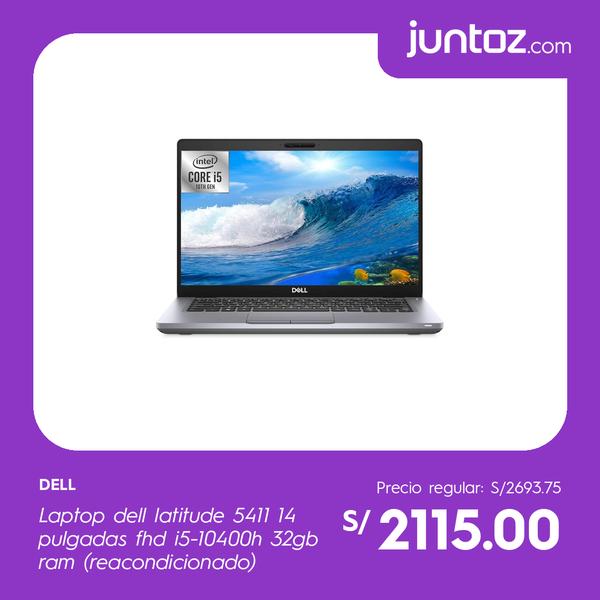 juntoz.com
intel
CORE i5
10TH GEN
DELL
DELL
Laptop dell latitude 5411 14
pulgadas fhd i5-10400h 32gb
ram (reacondicionado)
Precio regular: S/2693.75
S/ 2115.00